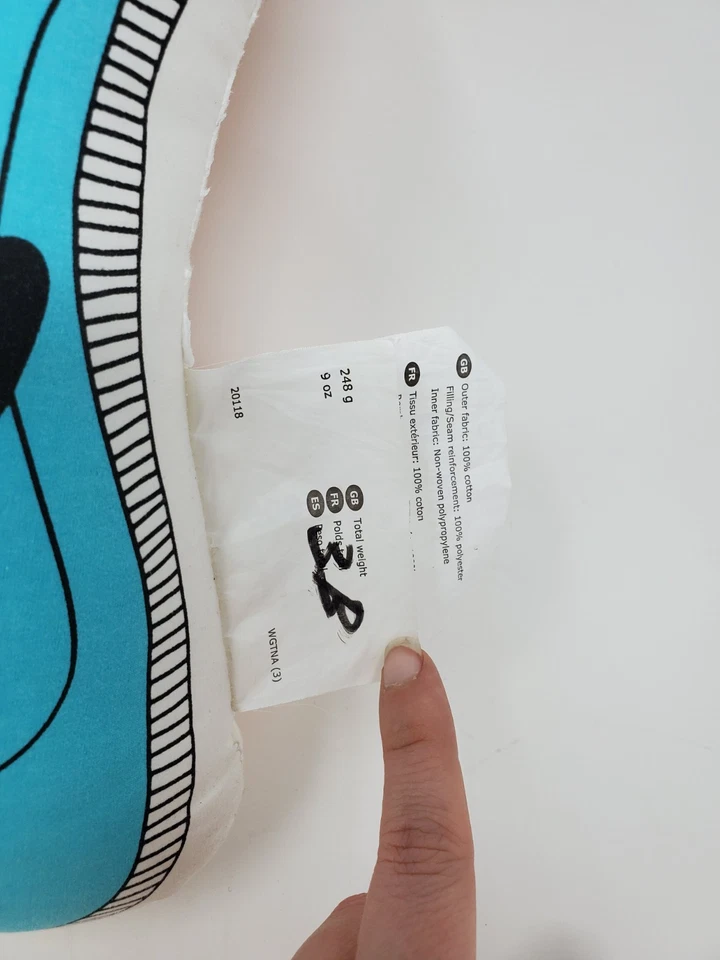 GB Outer fabric: 100% cotton
Filling/Seam reinforcement: 100% polyester
Inner fabric: Non-woven polypropylene
FR Tissu extérieur: 100% coton
GB Total weight
FR Poids
ES
248 g
9 oz
WGTNA (3)
20118